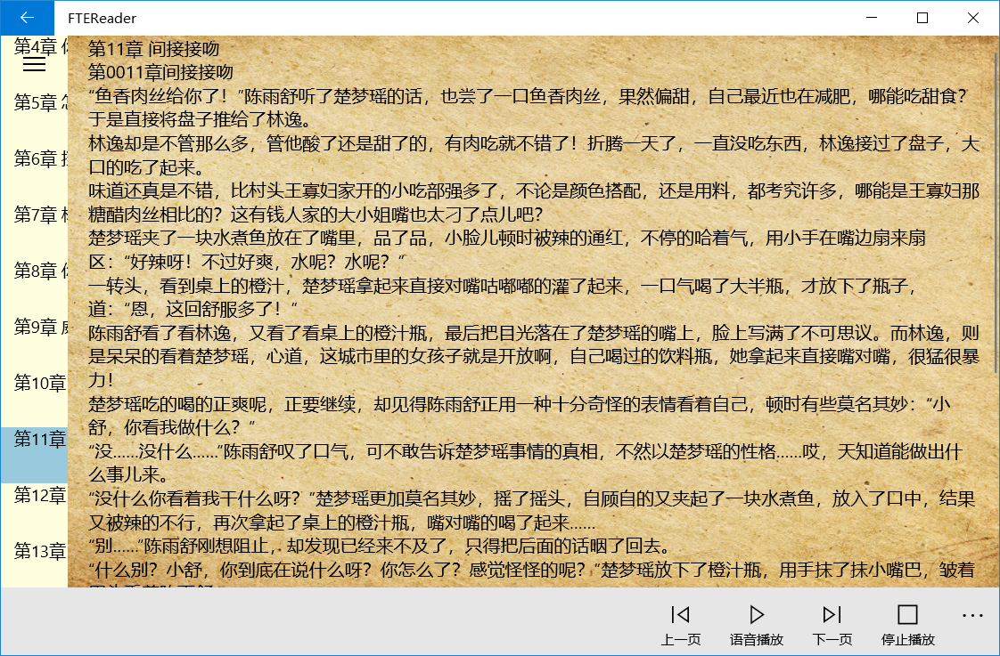 FTEReader
第4章
第5章
第6章
第7章
第8章
第9章
第10章
第11章
第12章
第13章
第11章 间接接吻
第0011章间接接吻
“鱼香肉丝给你了！”陈雨舒听了楚梦瑶的话，也尝了一口鱼香肉丝，果然偏甜，自己最近也在减肥，哪能吃甜食？
于是直接将盘子推给了林逸。
林逸却是不管那么多，管他酸了还是甜了的，有肉吃就不错了！折腾一天了，一直没吃东西，林逸接过了盘子，大
口的吃了起来。
味道还真是不错，比村头王寡妇家开的小吃部强多了，不论是颜色搭配，还是用料，都考究许多，哪能是王寡妇那
糖醋肉丝相比的？这有钱人家的大小姐嘴也太刁了点儿吧？
楚梦瑶夹了一块水煮鱼放在了嘴里，品了品，小脸儿顿时被辣的通红，不停的哈着气，用小手在嘴边扇来扇
区：“好辣呀！不过好爽，水呢？水呢？”
一转头，看到桌上的橙汁，楚梦瑶拿起来直接对嘴咕嘟嘟的灌了起来，一口气喝了大半瓶，才放下了瓶子，
道：“恩，这回舒服多了！”
陈雨舒看了看林逸，又看了看桌上的橙汁瓶，最后把目光落在了楚梦瑶的嘴上，脸上写满了不可思议。而林逸，则
是呆呆的看着楚梦瑶，心道，这城市里的女孩子就是开放啊，自己喝过的饮料瓶，她拿起来直接嘴对嘴，很猛很暴
力！
楚梦瑶吃的喝的正爽呢，正要继续，却见得陈雨舒正用一种十分奇怪的表情看着自己，顿时有些莫名其妙：“小
舒，你看我做什么？”
“没……没什么……”陈雨舒叹了口气，可不敢告诉楚梦瑶事情的真相，不然以楚梦瑶的性格……哎，天知道能做出什
么事儿来。
“没什么你看着我干什么呀？”楚梦瑶更加莫名其妙，摇了摇头，自顾自的又夹起了一块水煮鱼，放入了口中，结果
又被辣的不行，再次拿起了桌上的橙汁瓶，嘴对嘴的喝了起来……
“别……”陈雨舒刚想阻止，却发现已经来不及了，只得把后面的话咽了回去。
“什么别？小舒，你到底在说什么呀？你怎么了？感觉怪怪的呢？”楚梦瑶放下了橙汁瓶，用手抹了抹小嘴巴，皱着
上一页
语音播放
下一页
停止播放